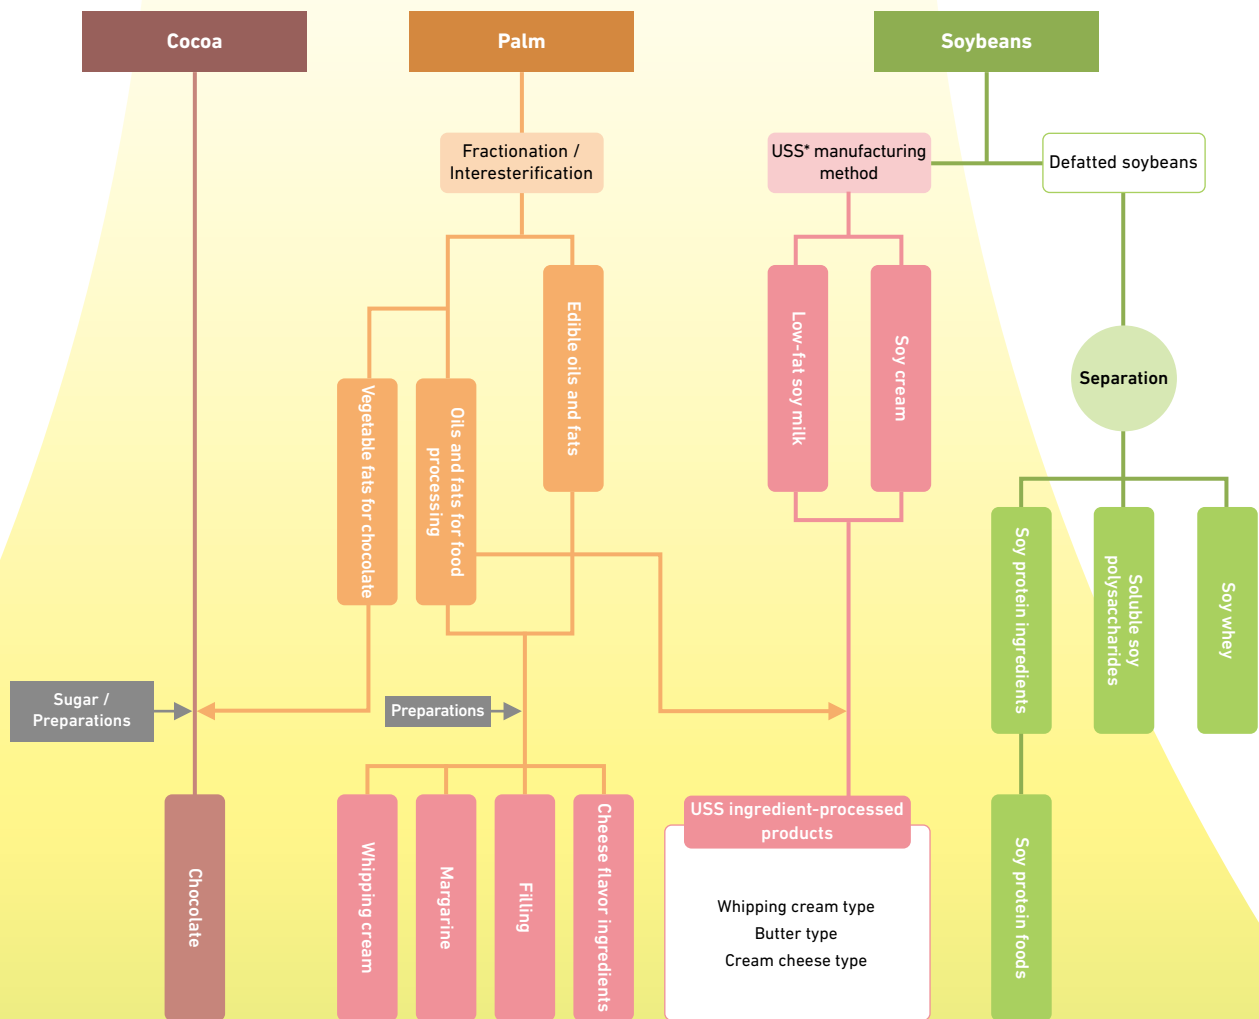 Cocoa
Palm
Soybeans
Fractionation /
Interesterification
USS* manufacturing
method
Defatted soybeans
Edible oils and fats
Low-fat soy milk
Soy cream
Separation
Vegetable fats for chocolate
Oils and fats for food
processing
Soy protein ingredients
Soluble soy
polysaccharides
Soy whey
Sugar /
Preparations
Preparations
Chocolate
Whipping cream
Margarine
Filling
Cheese flavor ingredients
USS ingredient-processed
products
Whipping cream type
Butter type
Cream cheese type
Soy protein foods